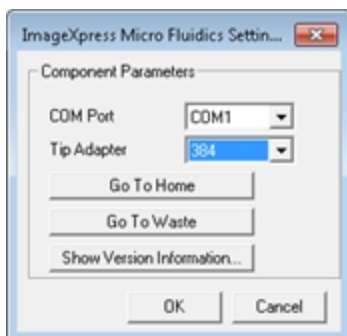 ImageXpress Micro Fluidics Settin...
Component Parameters
COM Port COM1
Tip Adapter 384
Go To Home
Go To Waste
Show Version Information...
OK Cancel